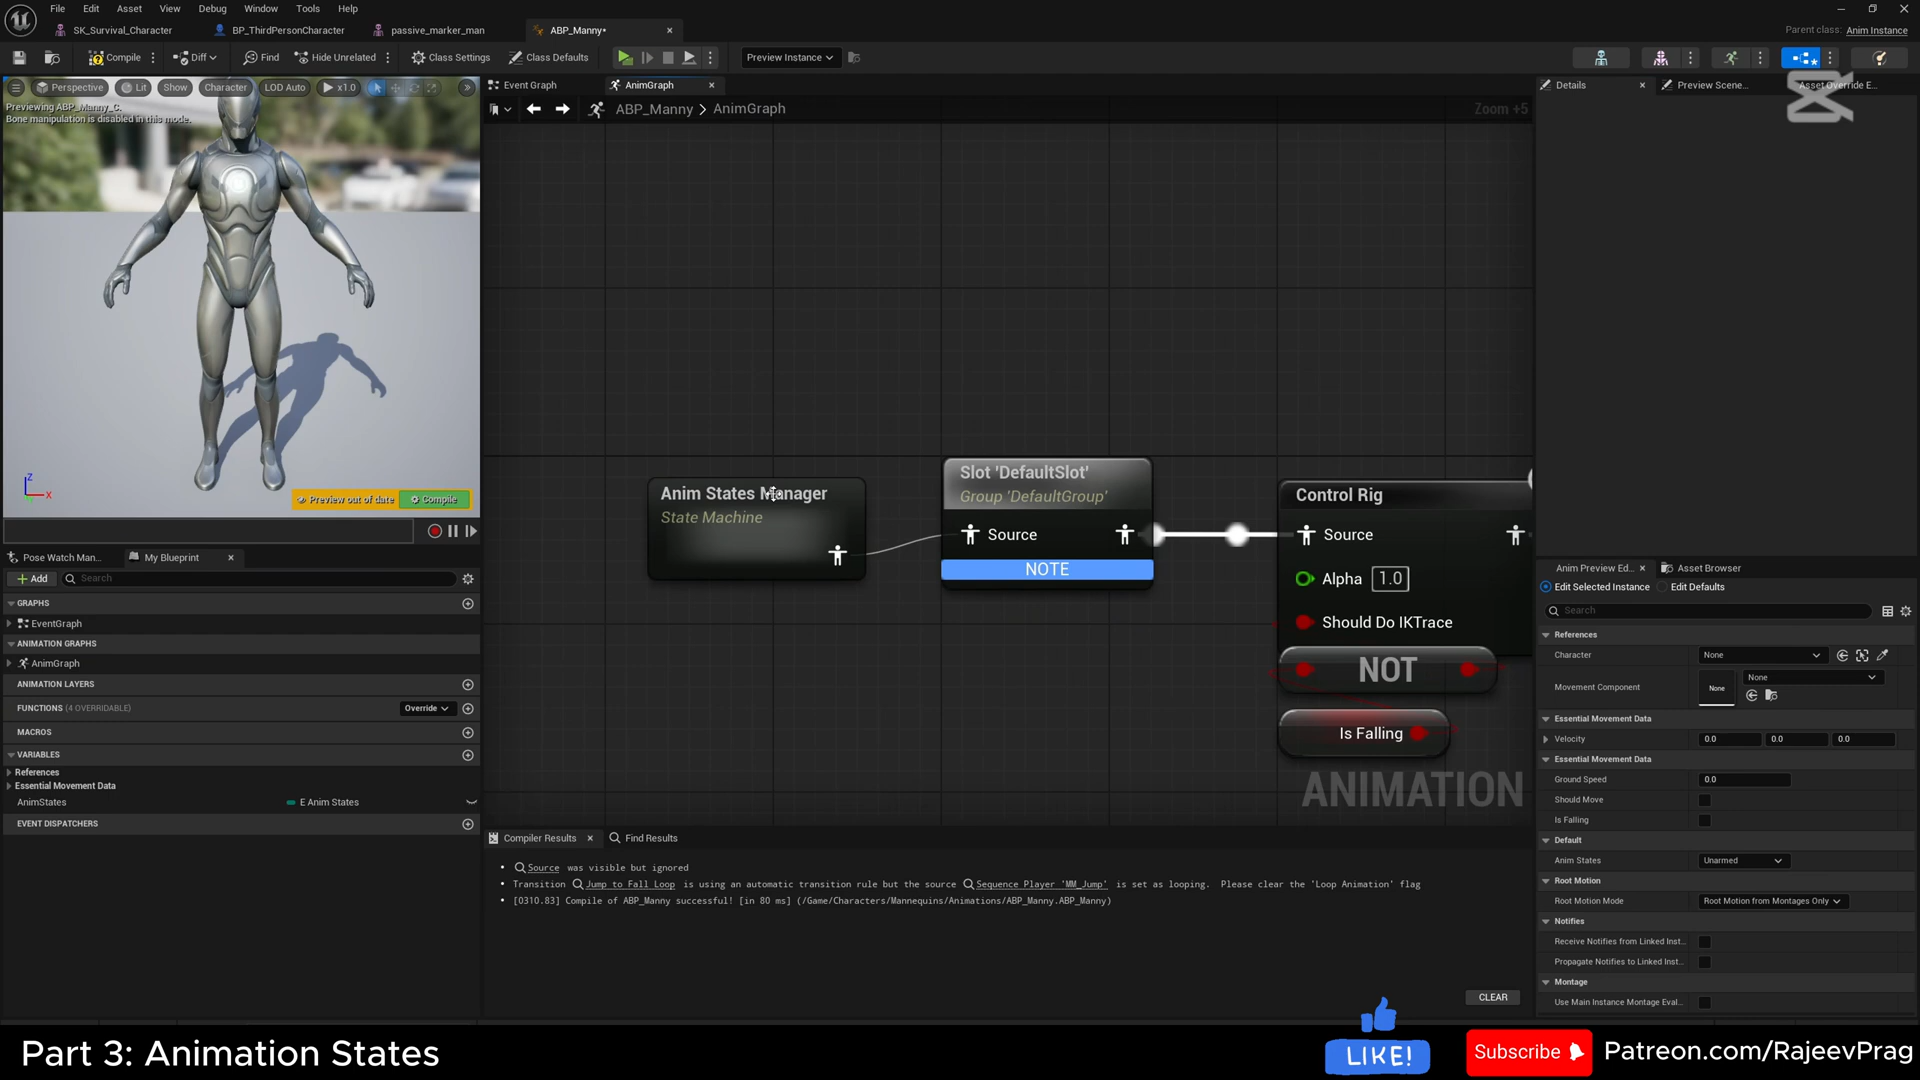 File Edit Asset View Debug Window Tools Help
SK_Survival_Character BP_ThirdPersonCharacter passive_marker_man ABP_Manny*
Parent class: Anim Instance
Compile Diff Find Hide Unrelated Class Settings Class Defaults Preview Instance
Perspective Lit Show Character LOD Auto x1.0
Previewing ABP_Manny_C.
Bone manipulation is disabled in this mode.
Z
X
Preview out of date Compile
Event Graph AnimGraph
ABP_Manny > AnimGraph
Zoom +5
Anim States Manager
State Machine
Slot 'DefaultSlot'
Group 'DefaultGroup'
Source
NOTE
Control Rig
Source
Alpha 1.0
Should Do IKTrace
NOT
Is Falling
ANIMATION
Pose Watch Man... My Blueprint
Add Search
GRAPHS
EventGraph
ANIMATION GRAPHS
AnimGraph
ANIMATION LAYERS
FUNCTIONS (4 OVERRIDABLE) Override
MACROS
VARIABLES
References
Essential Movement Data
AnimStates E Anim States
EVENT DISPATCHERS
Compiler Results Find Results
Source was visible but ignored
Transition Jump to Fall Loop is using an automatic transition rule but the source Sequence Player 'MM_Jump' is set as looping. Please clear the 'Loop Animation' flag
[0310.83] Compile of ABP_Manny successful! [in 80 ms] (/Game/Characters/Mannequins/Animations/ABP_Manny.ABP_Manny)
CLEAR
Details Preview Scene... Asset Override E...
Anim Preview Ed... Asset Browser
Edit Selected Instance Edit Defaults
Search
References
Character None
Movement Component None None
Essential Movement Data
Velocity 0.0 0.0 0.0
Essential Movement Data
Ground Speed 0.0
Should Move
Is Falling
Default
Anim States Unarmed
Root Motion
Root Motion Mode Root Motion from Montages Only
Notifies
Receive Notifies from Linked Inst...
Propagate Notifies to Linked Inst...
Montage
Use Main Instance Montage Eval...
Part 3: Animation States
LIKE!
Subscribe
Patreon.com/RajeevPrag